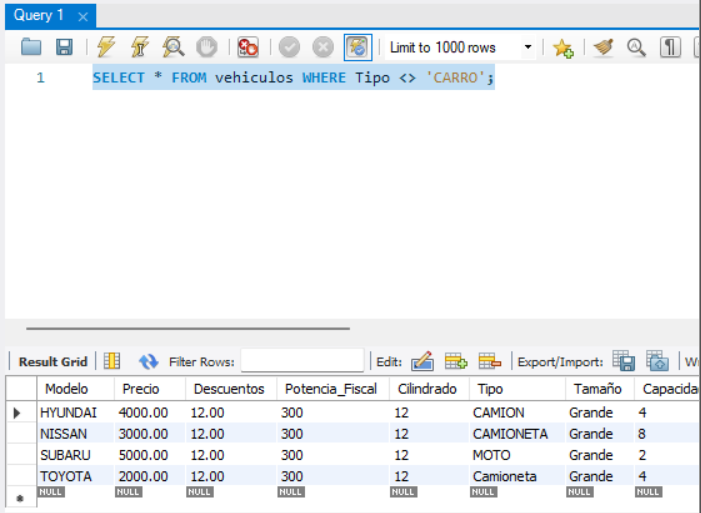 Query 1
Limit to 1000 rows
1 SELECT * FROM vehiculos WHERE Tipo <> 'CARRO';
Result Grid Filter Rows: Edit: Export/Import:
Modelo Precio Descuentos Potencia_Fiscal Cilindrado Tipo Tamaño
HYUNDAI 4000.00 12.00 300 12 CAMION Grande 4
NISSAN 3000.00 12.00 300 12 CAMIONETA Grande 8
SUBARU 5000.00 12.00 300 12 MOTO Grande 2
TOYOTA 2000.00 12.00 300 12 Camioneta Grande 4
NULL NULL NULL NULL NULL NULL NULL NULL